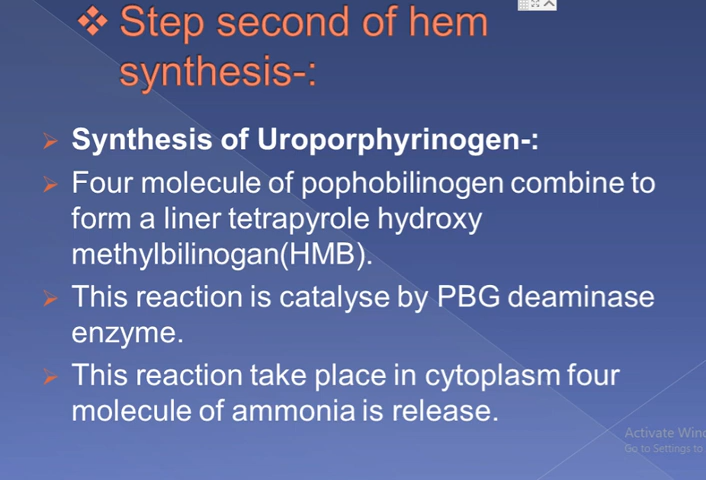 Step second of hem
synthesis-:
Synthesis of Uroporphyrinogen-:
Four molecule of pophobilinogen combine to
form a liner tetrapyrole hydroxy
methylbilinogan(HMB).
This reaction is catalyse by PBG deaminase
enzyme.
This reaction take place in cytoplasm four
molecule of ammonia is release.
Activate Wind
Go to Settings to